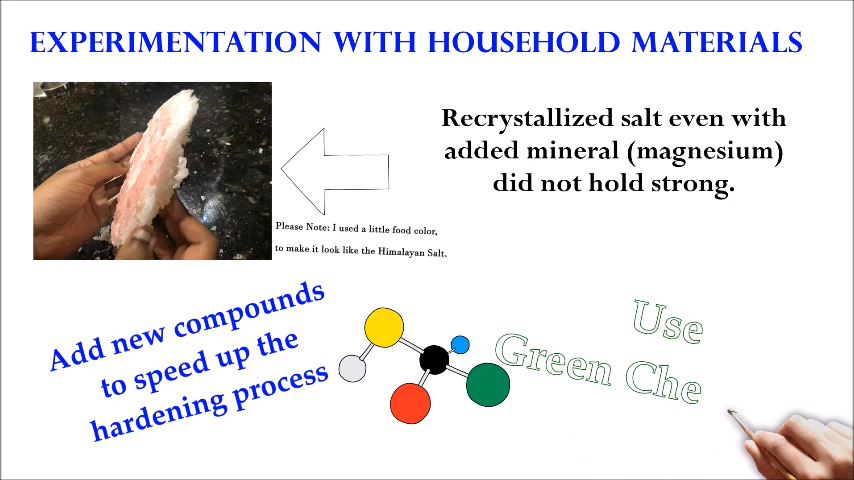 EXPERIMENTATION WITH HOUSEHOLD MATERIALS
Recrystallized salt even with
added mineral (magnesium)
did not hold strong.
Please Note: I used a little food color,
to make it look like the Himalayan Salt.
Add new compounds
to speed up the
hardening process
Use
Green Che